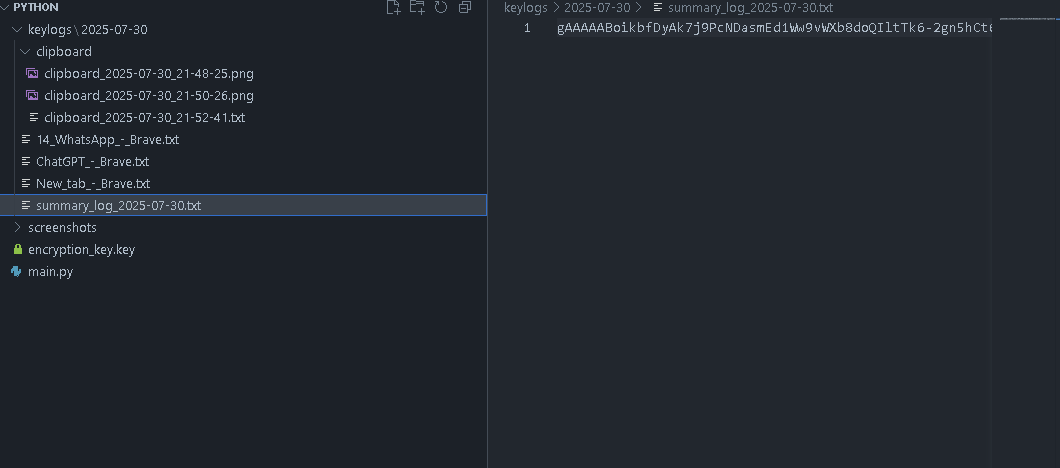 PYTHON
keylogs \ 2025-07-30
clipboard
clipboard_2025-07-30_21-48-25.png
clipboard_2025-07-30_21-50-26.png
clipboard_2025-07-30_21-52-41.txt
14_WhatsApp_-_Brave.txt
ChatGPT_-_Brave.txt
New_tab_-_Brave.txt
summary_log_2025-07-30.txt
screenshots
encryption_key.key
main.py
keylogs > 2025-07-30 > summary_log_2025-07-30.txt
1 gAAAAABoikbfDyAk7j9PcNDasmEd1Ww9vWXb8doQIltTk6-2gn5hCt